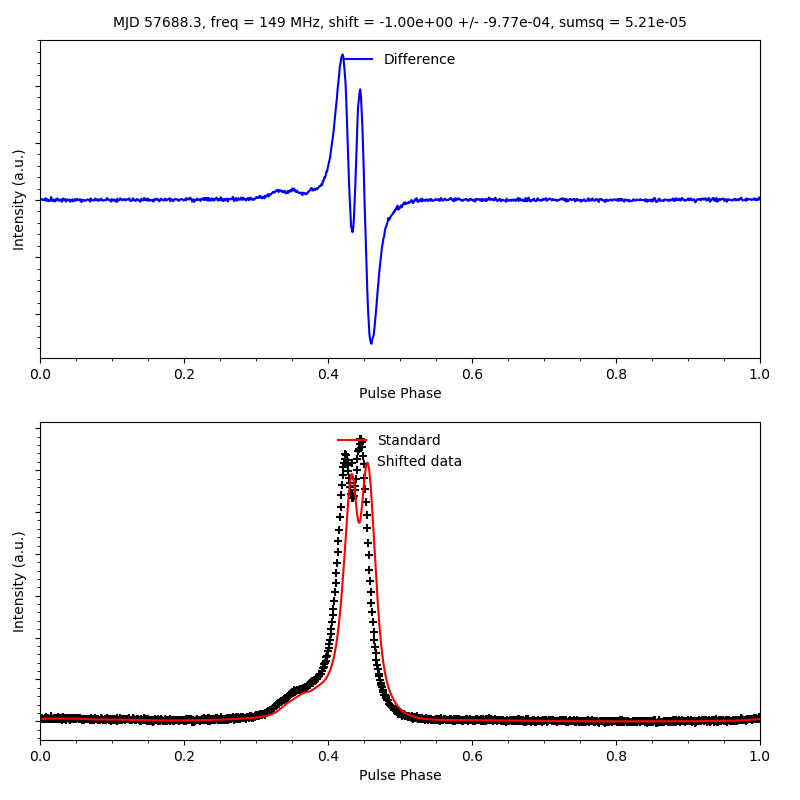 MJD 57688.3, freq = 149 MHz, shift = -1.00e+00 +/- -9.77e-04, sumsq = 5.21e-05
Difference
Intensity (a.u.)
0.0 0.2 0.4 0.6 0.8 1.0
Pulse Phase
Standard
Shifted data
Intensity (a.u.)
0.0 0.2 0.4 0.6 0.8 1.0
Pulse Phase